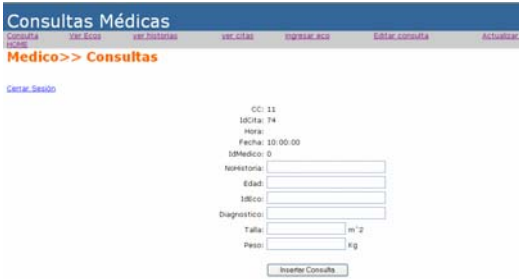 Consultas Médicas
Consulta Ver Ecos ver historias ver citas ingresar eco Editar consulta Actualizar
HOME
Medico>> Consultas
Cerrar Sesión
CC: 11
IdCita: 74
Hora:
Fecha: 10:00:00
IdMedico: 0
NoHistoria:
Edad:
IdEco:
Diagnostico:
Talla: m^2
Peso: Kg
Insertar Consulta